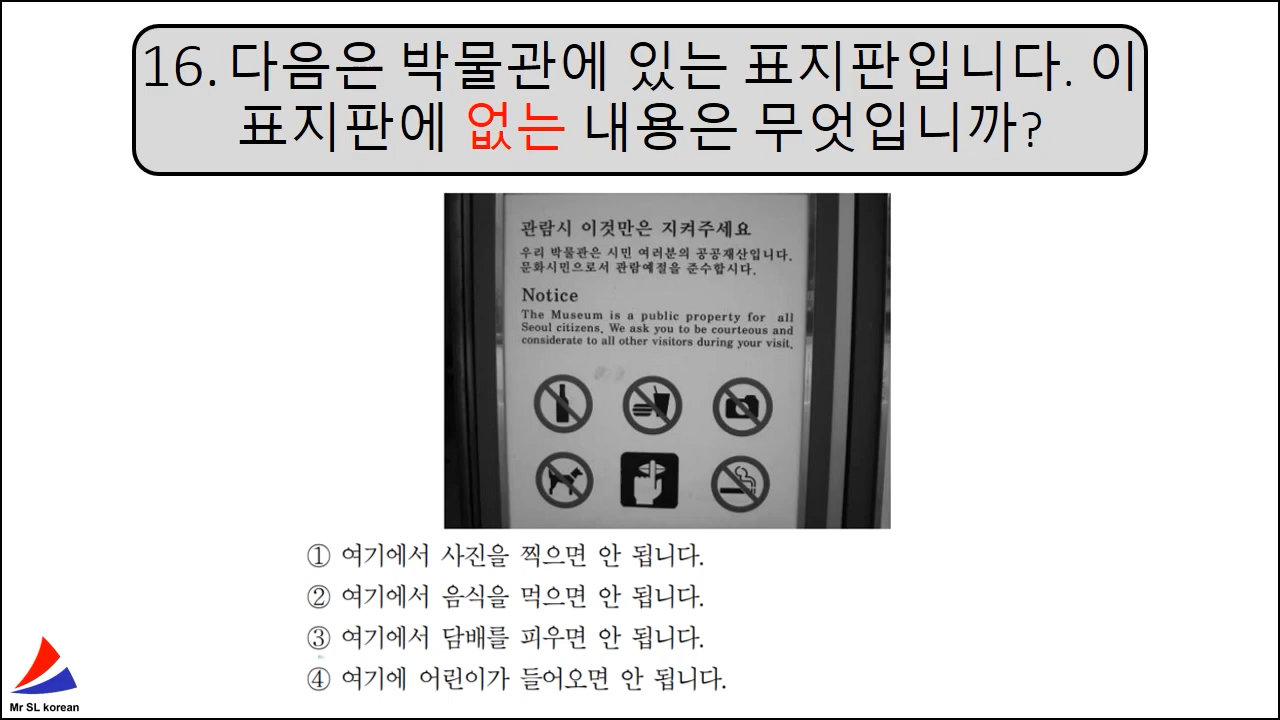 16. 다음은 박물관에 있는 표지판입니다. 이
표지판에 없는 내용은 무엇입니까?
관람시 이것만은 지켜주세요
우리 박물관은 시민 여러분의 공공재산입니다.
문화시민으로서 관람예절을 준수합시다.
Notice
The Museum is a public property for all
Seoul citizens. We ask you to be courteous and
considerate to all other visitors during your visit.
① 여기에서 사진을 찍으면 안 됩니다.
② 여기에서 음식을 먹으면 안 됩니다.
③ 여기에서 담배를 피우면 안 됩니다.
④ 여기에 어린이가 들어오면 안 됩니다.
Mr SL korean